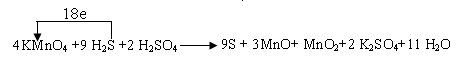 18e
4KMnO₄ +9 H₂S +2 H₂SO₄ ⟶ 9S + 3MnO+ MnO₂+2 K₂SO₄+11 H₂O